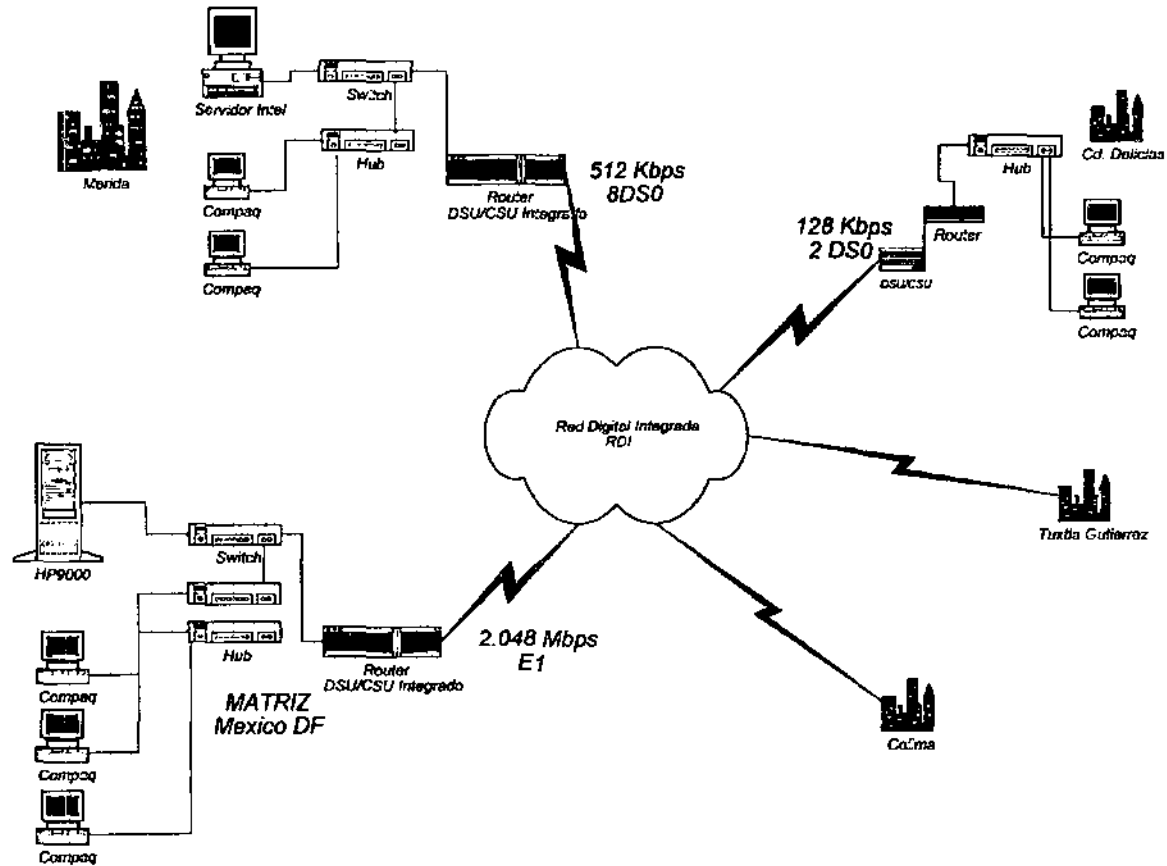 Servidor Intel
Switch
Hub
Merida
Compaq
Compaq
Router
DSU/CSU Integrado
512 Kbps
8DS0
Cd. Delicias
Hub
128 Kbps
2 DS0
Router
DSU/CSU
Compaq
Compaq
Red Digital Integrada
RDI
Tuxtla Gutierrez
HP9000
Switch
Hub
Compaq
Compaq
Compaq
Router
DSU/CSU Integrado
2.048 Mbps
E1
MATRIZ
Mexico DF
Colima